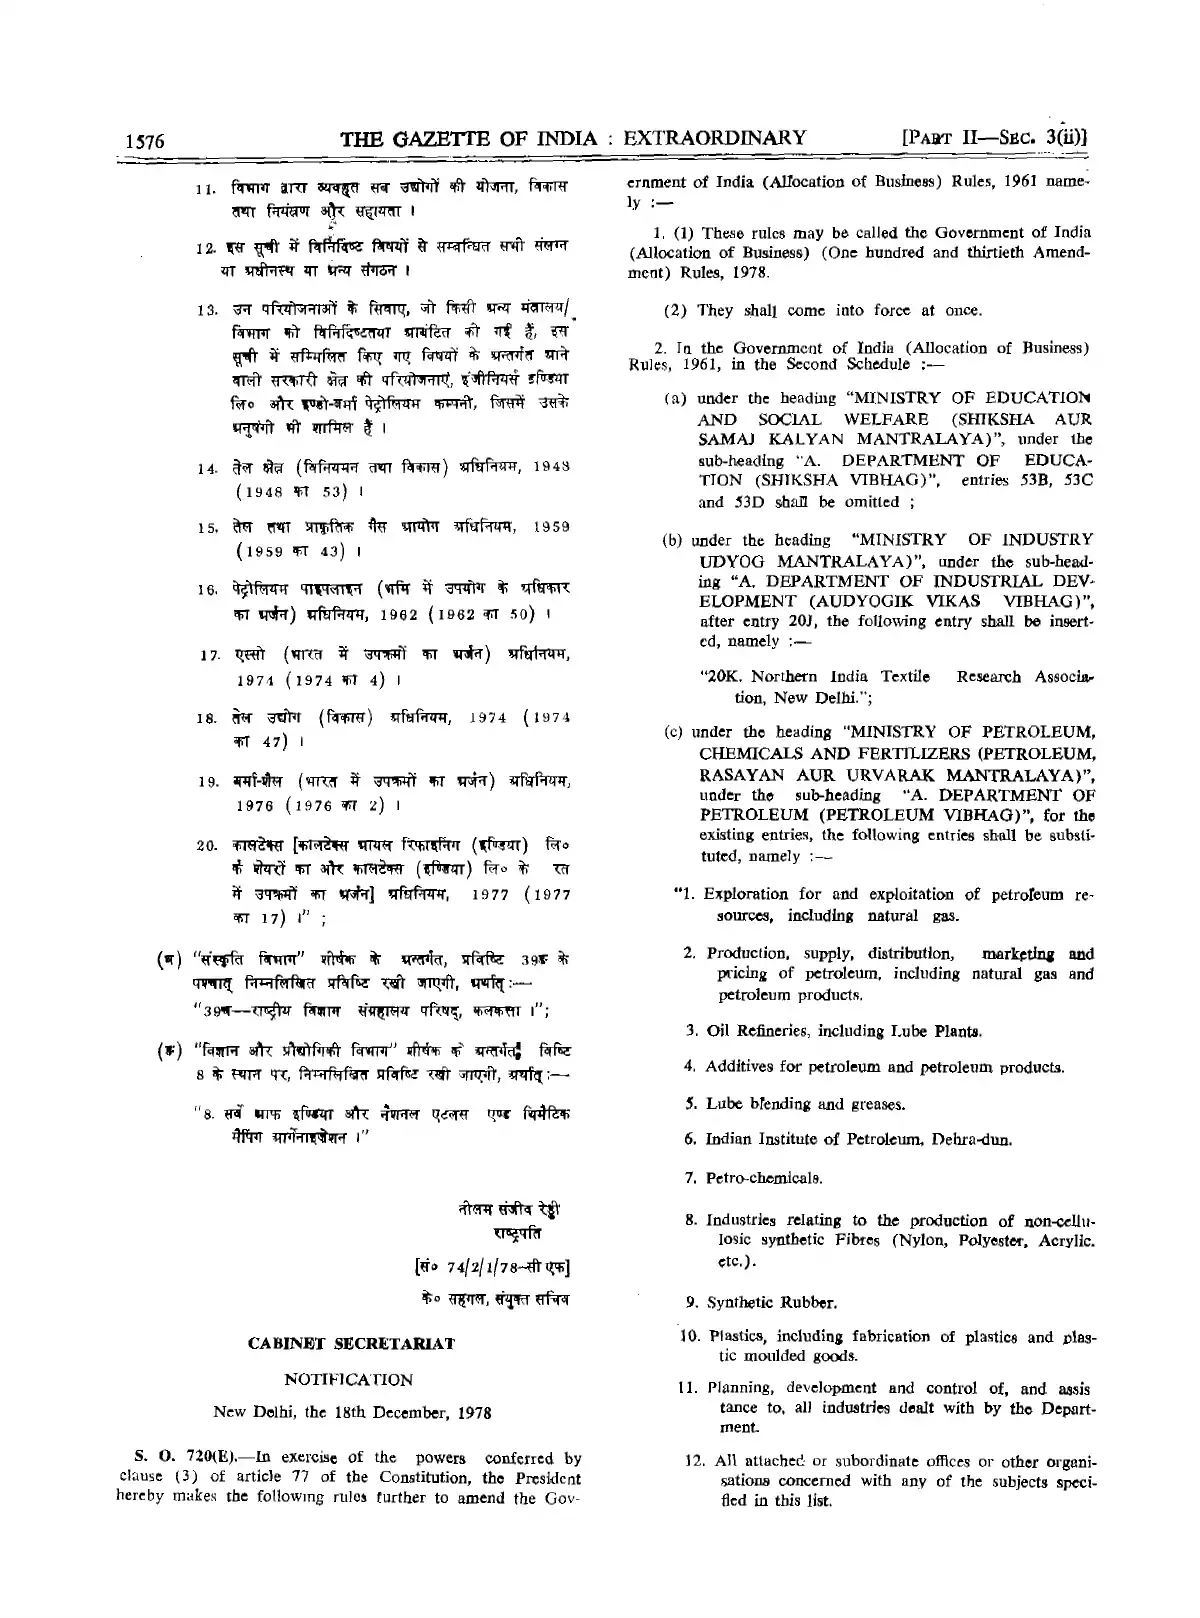 1576 THE GAZETTE OF INDIA : EXTRAORDINARY [PART II—SEC. 3(ii)]
11. विभाग द्वारा व्यवहृत सब उद्योगों की योजना, विकास
तथा नियंत्रण और सहायता ।
12. इस सूची में विनिर्दिष्ट विषयों से सम्बन्धित सभी संलग्न
या अधीनस्थ या अन्य संगठन ।
13. उन परियोजनाओं के सिवाए, जो किसी अन्य मंत्रालय/
विभाग को विनिर्दिष्टतया आबंटित की गई हैं, इस
सूची में सम्मिलित किए गए विषयों के अन्तर्गत आने
वाली सरकारी क्षेत्र की परियोजनाएं, इंजीनियर्स इण्डिया
लि० और इण्डो-बर्मा पेट्रोलियम कम्पनी, जिसमें उसके
अनुषंगी भी शामिल हैं ।
14. तेल क्षेत्र (विनियमन तथा विकास) अधिनियम, 1948
(1948 का 53) ।
15. तेल तथा प्राकृतिक गैस आयोग अधिनियम, 1959
(1959 का 43) ।
16. पेट्रोलियम पाइपलाइन (भूमि में उपयोग के अधिकार
का अर्जन) अधिनियम, 1962 (1962 का 50) ।
17. एस्सो (भारत में उपक्रमों का अर्जन) अधिनियम,
1974 (1974 का 4) ।
18. तेल उद्योग (विकास) अधिनियम, 1974 (1974
का 47) ।
19. बर्मा-शैल (भारत में उपक्रमों का अर्जन) अधिनियम,
1976 (1976 का 2) ।
20. कालटेक्स [कालटेक्स आयल रिफाइनिंग (इण्डिया) लि०
के शेयरों का और कालटेक्स (इण्डिया) लि० के रत
में उपक्रमों का अर्जन] अधिनियम, 1977 (1977
का 17) ।" ;
(घ) "संस्कृति विभाग" शीर्षक के अन्तर्गत, प्रविष्टि 39क के
पश्चात् निम्नलिखित प्रविष्टि रखी जाएगी, अर्थात् :—
"39ख—राष्ट्रीय विज्ञान संग्रहालय परिषद्, कलकत्ता ।";
(ङ) "विज्ञान और प्रौद्योगिकी विभाग" शीर्षक के अन्तर्गत, विष्टि
8 के स्थान पर, निम्नलिखित प्रविष्टि रखी जाएगी, अर्थात् :—
"8. सर्वे आफ इण्डिया और नेशनल एटलस एण्ड थिमैटिक
मैपिंग आर्गेनाइजेशन ।"
नीलम संजीव रेड्डी
राष्ट्रपति
[सं० 74/2/1/78-सी एफ]
के० सहगल, संयुक्त सचिव
CABINET SECRETARIAT
NOTIFICATION
New Delhi, the 18th December, 1978
S. O. 720(E).—In exercise of the powers conferred by
clause (3) of article 77 of the Constitution, the President
hereby makes the following rules further to amend the Gov-
ernment of India (Allocation of Business) Rules, 1961 name-
ly :—
1. (1) These rules may be called the Government of India
(Allocation of Business) (One hundred and thirtieth Amend-
ment) Rules, 1978.
(2) They shall come into force at once.
2. In the Government of India (Allocation of Business)
Rules, 1961, in the Second Schedule :—
(a) under the heading "MINISTRY OF EDUCATION
AND SOCIAL WELFARE (SHIKSHA AUR
SAMAJ KALYAN MANTRALAYA)", under the
sub-heading "A. DEPARTMENT OF EDUCA-
TION (SHIKSHA VIBHAG)", entries 53B, 53C
and 53D shall be omitted ;
(b) under the heading "MINISTRY OF INDUSTRY
UDYOG MANTRALAYA)", under the sub-head-
ing "A. DEPARTMENT OF INDUSTRIAL DEV-
ELOPMENT (AUDYOGIK VIKAS VIBHAG)",
after entry 20J, the following entry shall be insert-
ed, namely :—
"20K. Northern India Textile Research Associa-
tion, New Delhi.";
(c) under the heading "MINISTRY OF PETROLEUM,
CHEMICALS AND FERTILIZERS (PETROLEUM,
RASAYAN AUR URVARAK MANTRALAYA)",
under the sub-heading "A. DEPARTMENT OF
PETROLEUM (PETROLEUM VIBHAG)", for the
existing entries, the following entries shall be substi-
tuted, namely :—
"1. Exploration for and exploitation of petroleum re-
sources, including natural gas.
2. Production, supply, distribution, marketing and
pricing of petroleum, including natural gas and
petroleum products.
3. Oil Refineries, including Lube Plants.
4. Additives for petroleum and petroleum products.
5. Lube blending and greases.
6. Indian Institute of Petroleum, Dehra-dun.
7. Petro-chemicals.
8. Industries relating to the production of non-cellu-
losic synthetic Fibres (Nylon, Polyester, Acrylic.
etc.).
9. Synthetic Rubber.
10. Plastics, including fabrication of plastics and plas-
tic moulded goods.
11. Planning, development and control of, and assis
tance to, all industries dealt with by the Depart-
ment.
12. All attached or subordinate offices or other organi-
sations concerned with any of the subjects speci-
fied in this list.